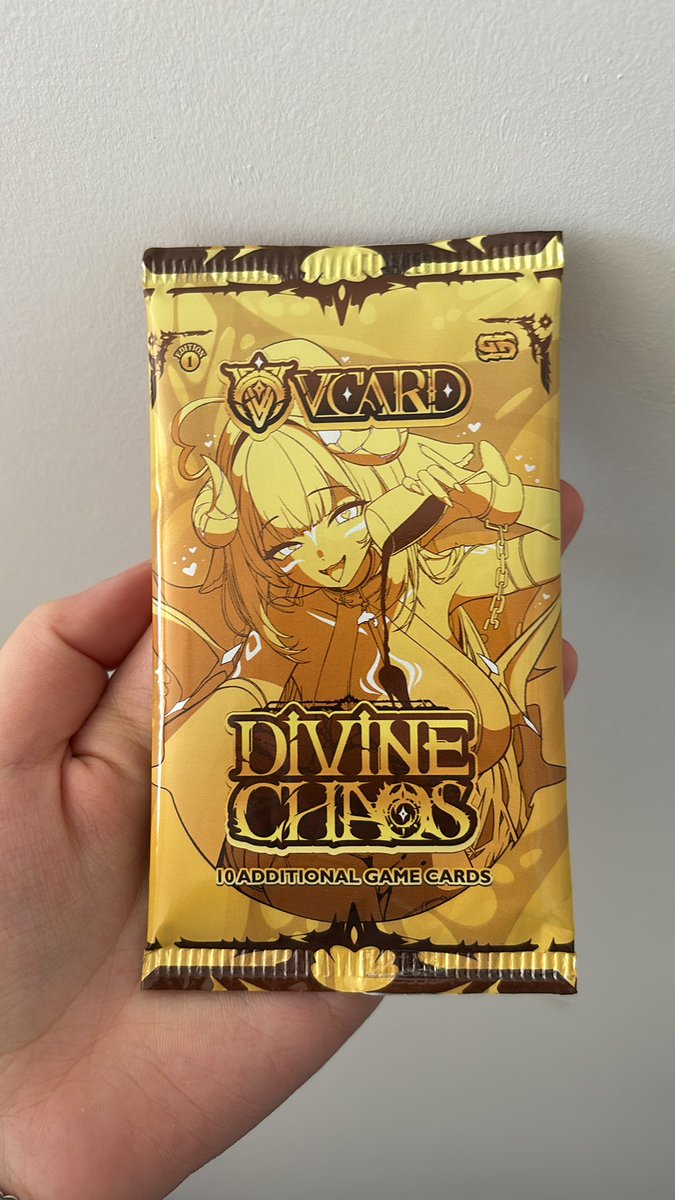 EDITION
1
VCARD
DIVINE
CHAOS
10 ADDITIONAL GAME CARDS